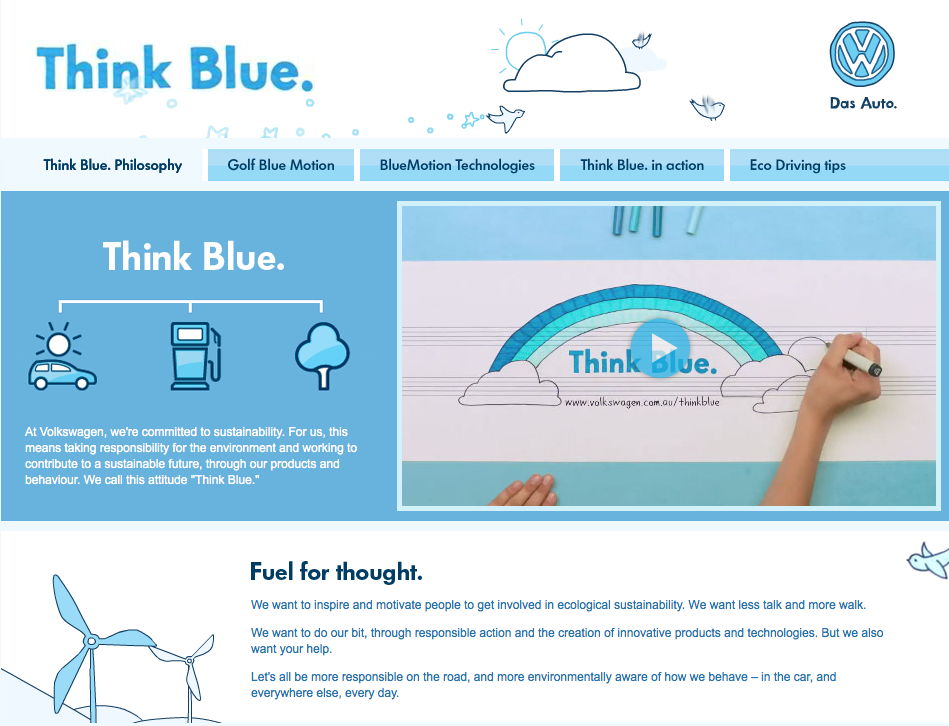 Think Blue.
Das Auto.
Think Blue. Philosophy
Golf Blue Motion
BlueMotion Technologies
Think Blue. in action
Eco Driving tips
Think Blue.
At Volkswagen, we're committed to sustainability. For us, this
means taking responsibility for the environment and working to
contribute to a sustainable future, through our products and
behaviour. We call this attitude "Think Blue."
Think Blue.
www.volkswagen.com.au/thinkblue
Fuel for thought.
We want to inspire and motivate people to get involved in ecological sustainability. We want less talk and more walk.
We want to do our bit, through responsible action and the creation of innovative products and technologies. But we also
want your help.
Let's all be more responsible on the road, and more environmentally aware of how we behave – in the car, and
everywhere else, every day.